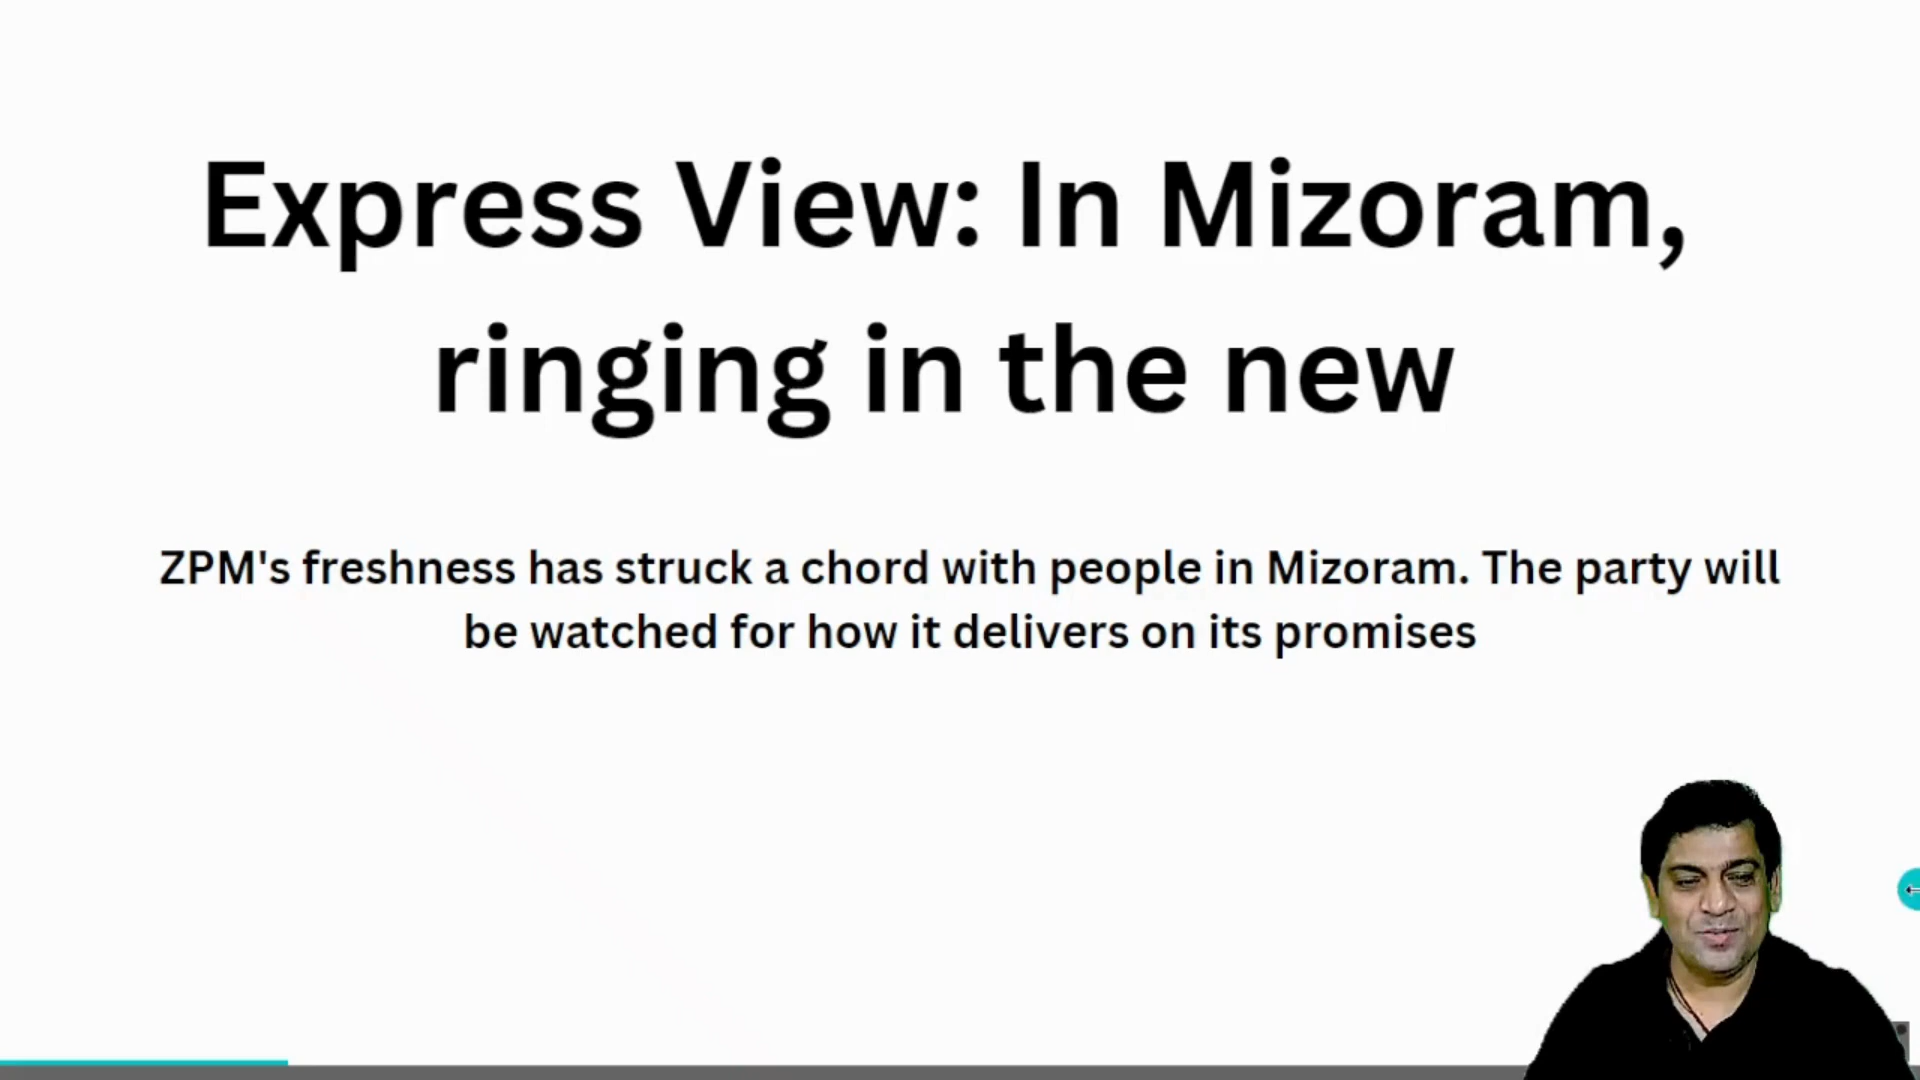 Express View: In Mizoram,
ringing in the new
ZPM's freshness has struck a chord with people in Mizoram. The party will
be watched for how it delivers on its promises